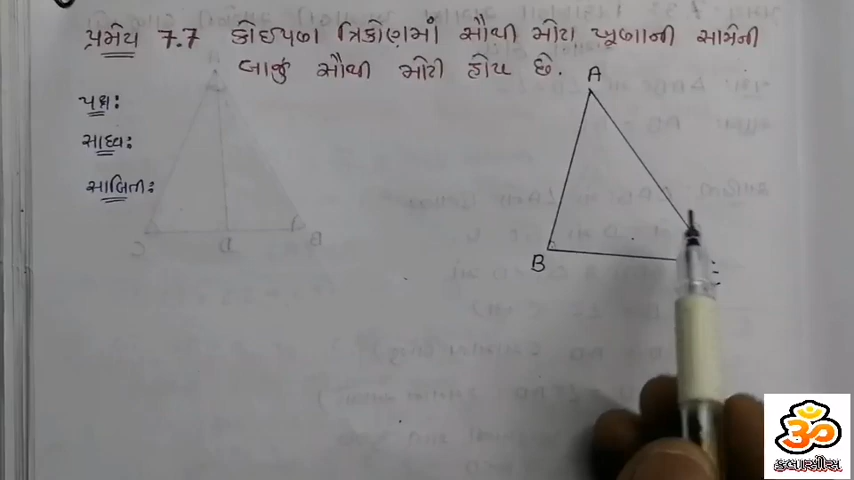 પ્રમેય 7.7 કોઈપણ ત્રિકોણમાં સૌથી મોટા ખૂણાની સામેની
બાજુ સૌથી મોટી હોય છે.
A
પક્ષ:
સાધ્ય:
સાબિતી:
B
ૐ
ક્લાસીસ